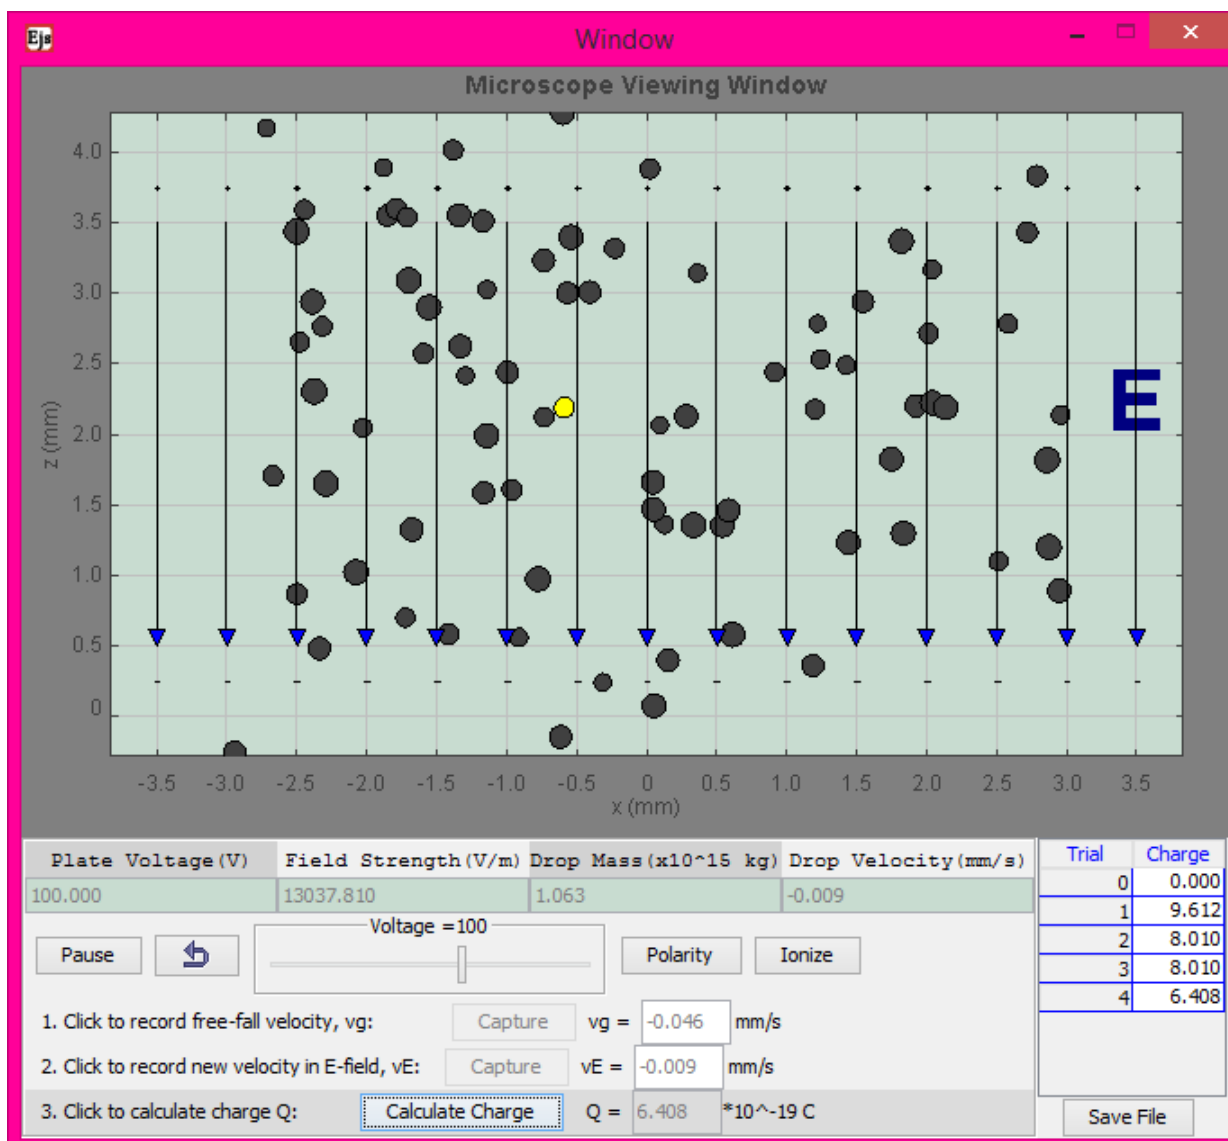 Ejs Window
Microscope Viewing Window
4.0
3.5
3.0
2.5
2.0
1.5
1.0
0.5
0
z (mm)
E
-3.5 -3.0 -2.5 -2.0 -1.5 -1.0 -0.5 0 0.5 1.0 1.5 2.0 2.5 3.0 3.5
x (mm)
Plate Voltage(V) Field Strength(V/m) Drop Mass(x10^15 kg) Drop Velocity(mm/s)
100.000 13037.810 1.063 -0.009
Voltage =100
Pause Polarity Ionize
1. Click to record free-fall velocity, vg: Capture vg = -0.046 mm/s
2. Click to record new velocity in E-field, vE: Capture vE = -0.009 mm/s
3. Click to calculate charge Q: Calculate Charge Q = 6.408 *10^-19 C
Trial Charge
0 0.000
1 9.612
2 8.010
3 8.010
4 6.408
Save File